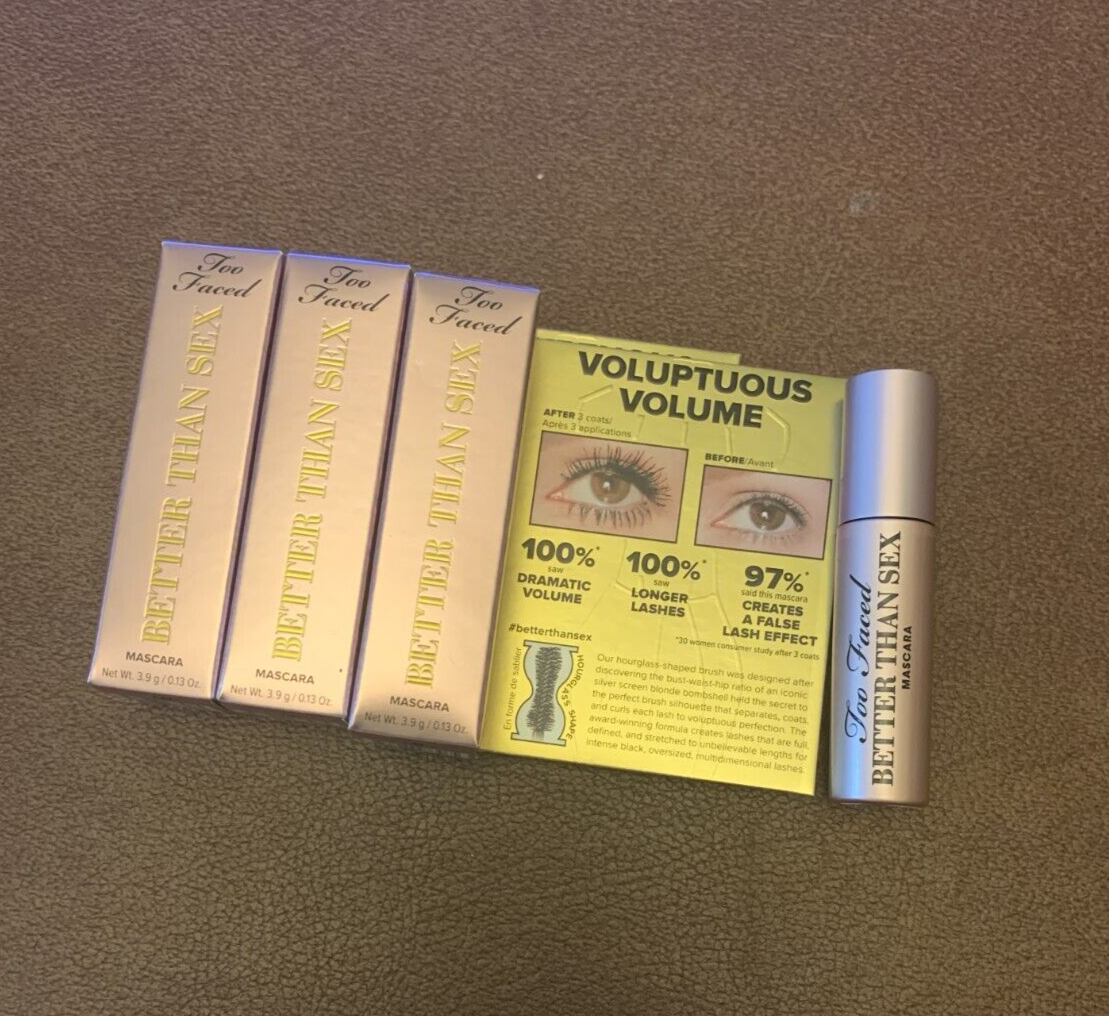 Too
Faced
BETTER THAN SEX
MASCARA
Net Wt. 3.9 g / 0.13 Oz.
Too
Faced
BETTER THAN SEX
MASCARA
Net Wt. 3.9 g / 0.13 Oz.
Too
Faced
BETTER THAN SEX
MASCARA
Net Wt. 3.9 g / 0.13 Oz.
VOLUPTUOUS
VOLUME
AFTER 3 coats/
Après 3 applications
BEFORE/Avant
100%*
saw
DRAMATIC
VOLUME
100%*
saw
LONGER
LASHES
97%*
said this mascara
CREATES
A FALSE
LASH EFFECT
*30 women consumer study after 3 coats
#betterthansex
En forme de sablier
HOURGLASS SHAPE
Our hourglass-shaped brush was designed after
discovering the bust-waist-hip ratio of an iconic
silver screen blonde bombshell held the secret to
the perfect brush silhouette that separates, coats,
and curls each lash to voluptuous perfection. The
award-winning formula creates lashes that are full,
defined, and stretched to unbelievable lengths for
intense black, oversized, multidimensional lashes.
Too Faced
BETTER THAN SEX
MASCARA